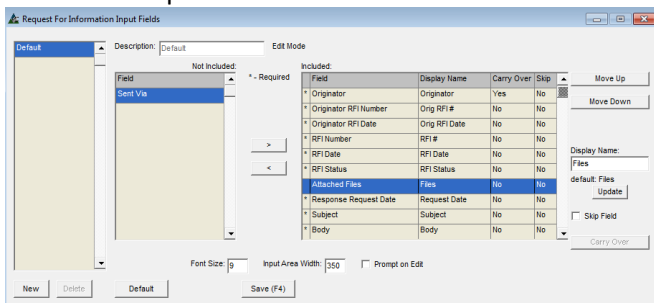 Request For Information Input Fields
Default
Description: Default Edit Mode
Not Included: * - Required Included:
Field
Sent Via
Field Display Name Carry Over Skip
* Originator Originator Yes No
* Originator RFI Number Orig RFI # No No
* Originator RFI Date Orig RFI Date No No
* RFI Number RFI # No No
* RFI Date RFI Date No No
* RFI Status RFI Status No No
Attached Files Files No No
* Response Request Date Request Date No No
* Subject Subject No No
* Body Body No No
>
<
Move Up
Move Down
Display Name:
Files
default: Files
Update
Skip Field
Carry Over
Font Size: 9 Input Area Width: 350 Prompt on Edit
New Delete Default Save (F4)